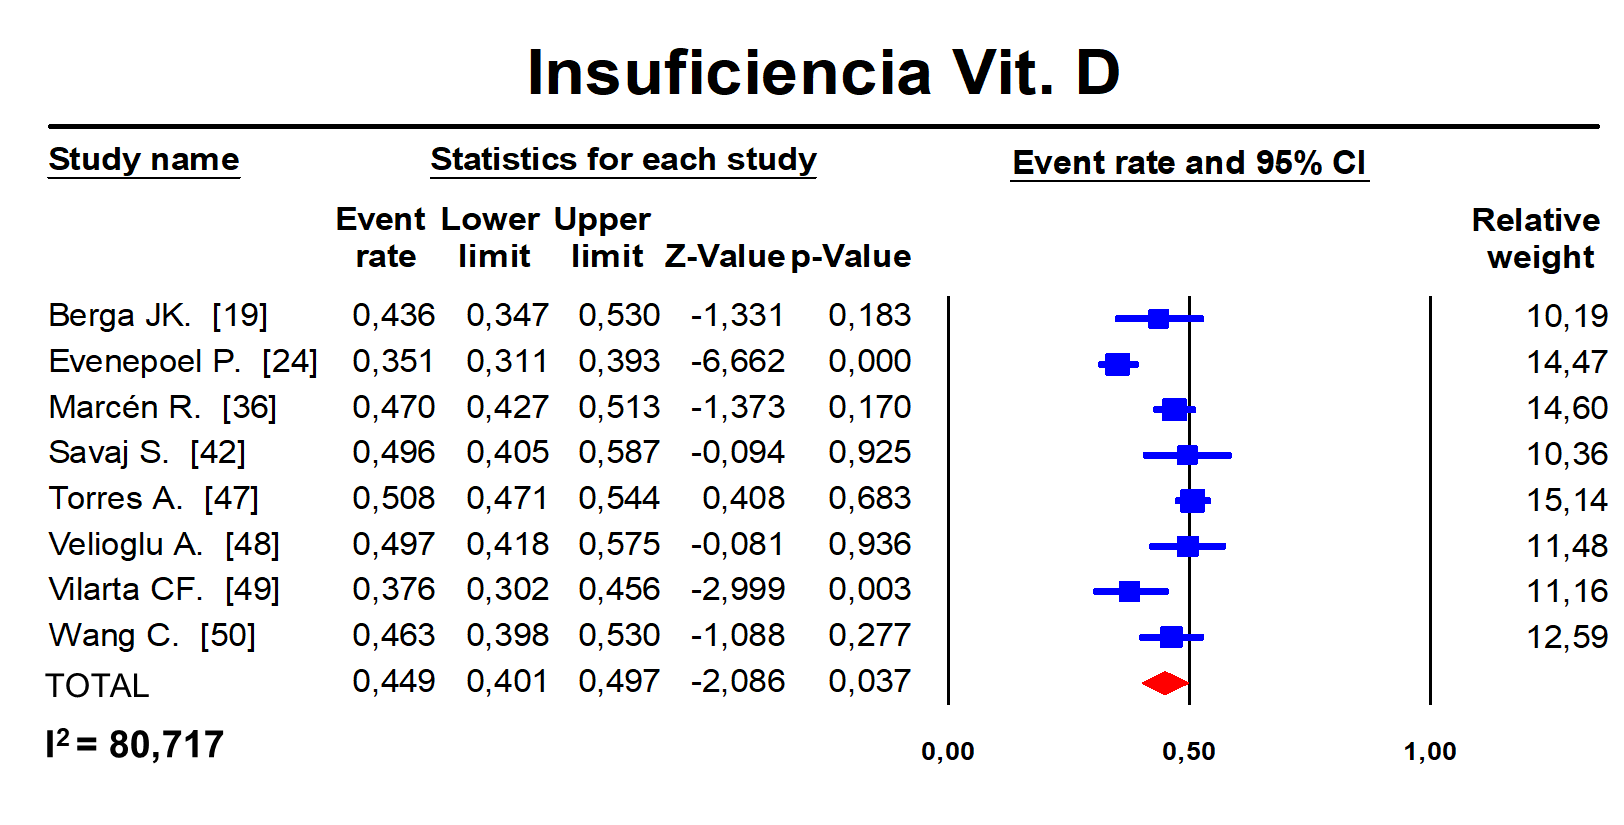 Insuficiencia Vit. D
Study name Statistics for each study Event rate and 95% CI
Event Lower Upper Relative
rate limit limit Z-Value p-Value weight
Berga JK. [19] 0,436 0,347 0,530 -1,331 0,183 10,19
Evenepoel P. [24] 0,351 0,311 0,393 -6,662 0,000 14,47
Marcén R. [36] 0,470 0,427 0,513 -1,373 0,170 14,60
Savaj S. [42] 0,496 0,405 0,587 -0,094 0,925 10,36
Torres A. [47] 0,508 0,471 0,544 0,408 0,683 15,14
Velioglu A. [48] 0,497 0,418 0,575 -0,081 0,936 11,48
Vilarta CF. [49] 0,376 0,302 0,456 -2,999 0,003 11,16
Wang C. [50] 0,463 0,398 0,530 -1,088 0,277 12,59
TOTAL 0,449 0,401 0,497 -2,086 0,037
I² = 80,717
0,00 0,50 1,00